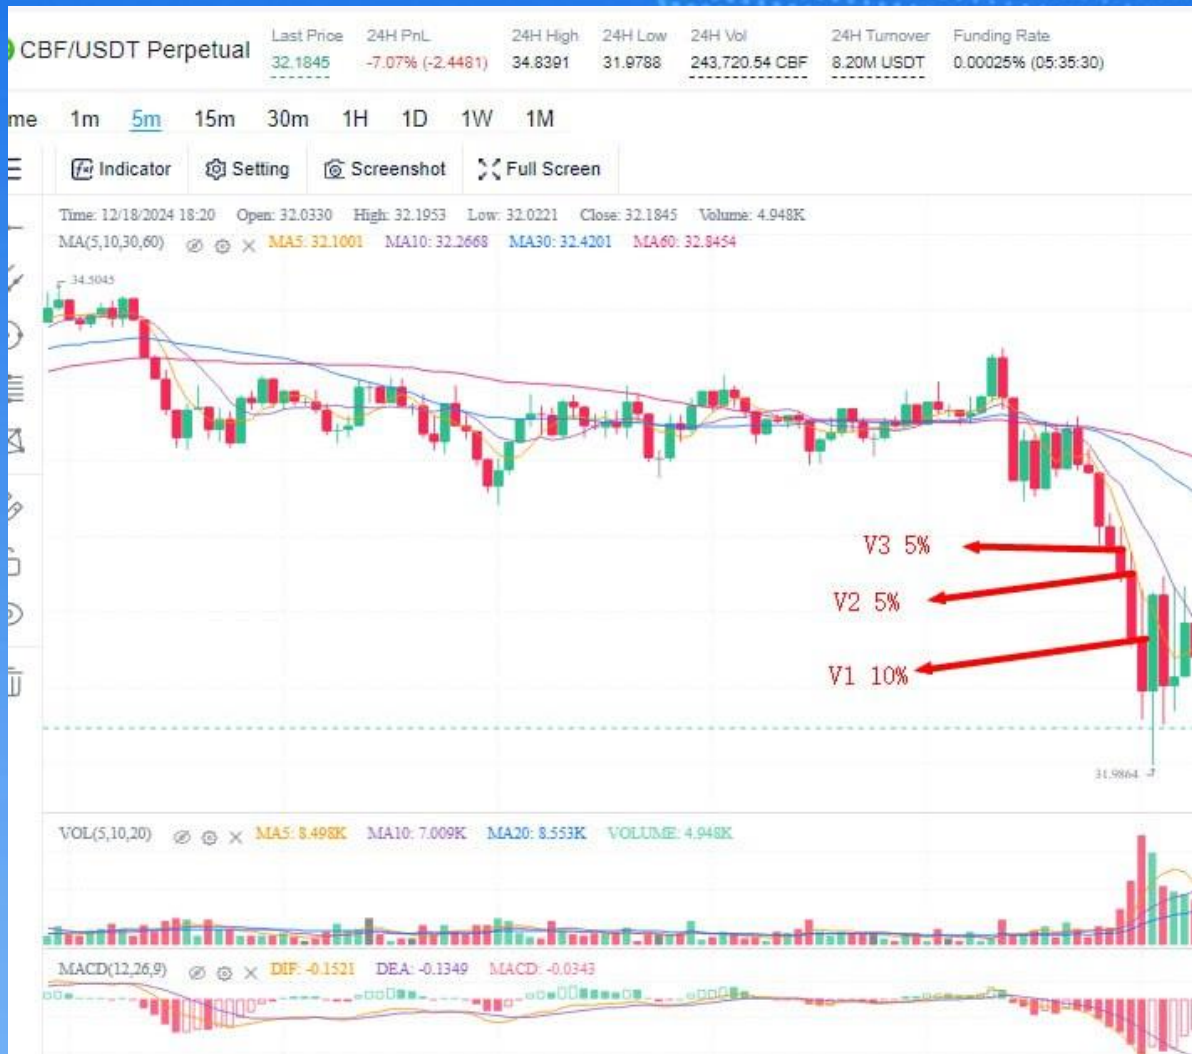 CBF/USDT Perpetual
Last Price 24H PnL 24H High 24H Low 24H Vol 24H Turnover Funding Rate
32.1845 -7.07% (-2.4481) 34.8391 31.9788 243,720.54 CBF 8.20M USDT 0.00025% (05:35:30)
me 1m 5m 15m 30m 1H 1D 1W 1M
Indicator Setting Screenshot Full Screen
Time: 12/18/2024 18:20 Open: 32.0330 High: 32.1953 Low: 32.0221 Close: 32.1845 Volume: 4.948K
MA(5,10,30,60) MA5: 32.1001 MA10: 32.2668 MA30: 32.4201 MA60: 32.8454
34.5045
V3 5%
V2 5%
V1 10%
31.9864
VOL(5,10,20) MA5: 8.498K MA10: 7.009K MA20: 8.553K VOLUME: 4.948K
MACD(12,26,9) DIF: -0.1521 DEA: -0.1349 MACD: -0.0343